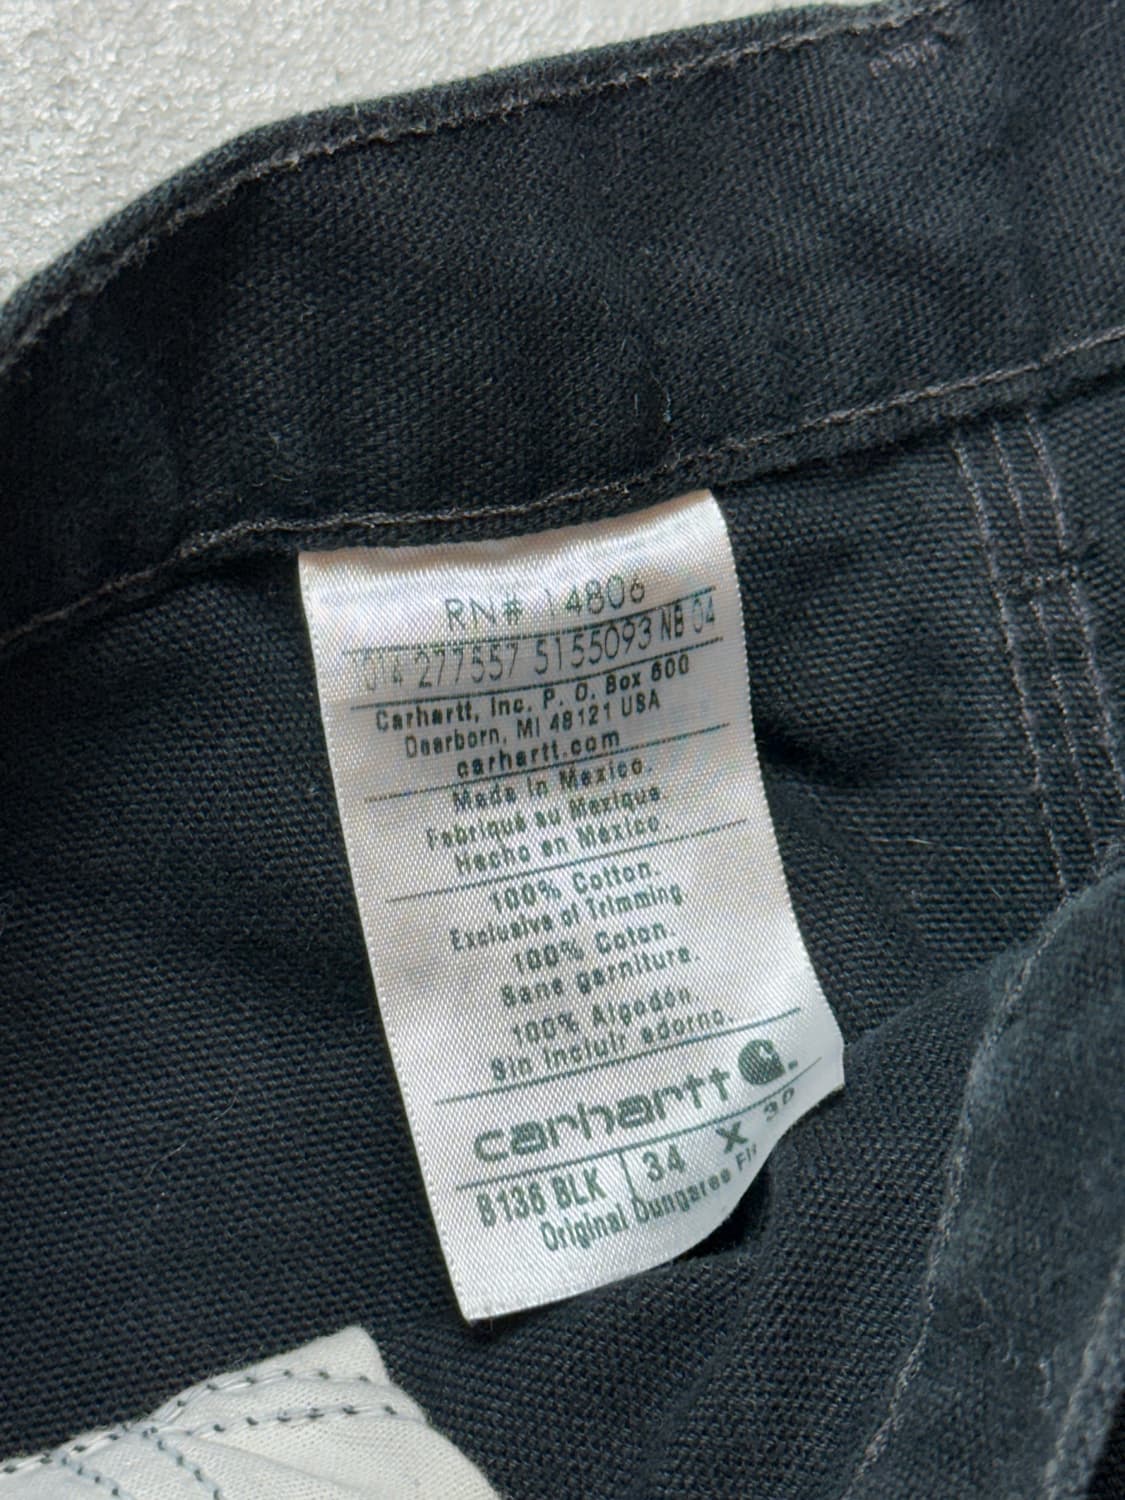 RN# 14806
014 277557 5155093 NB 04
Carhartt, Inc. P. O. Box 600
Dearborn, MI 48121 USA
carhartt.com
Made in Mexico.
Fabriqué au Mexique.
Hecho en México.
100% Cotton.
Exclusive of Trimming
100% Coton.
Sans garniture.
100% Algodón.
Sin incluir adorno.
carhartt
8136 BLK 34 x 30
Original Dungaree Fit